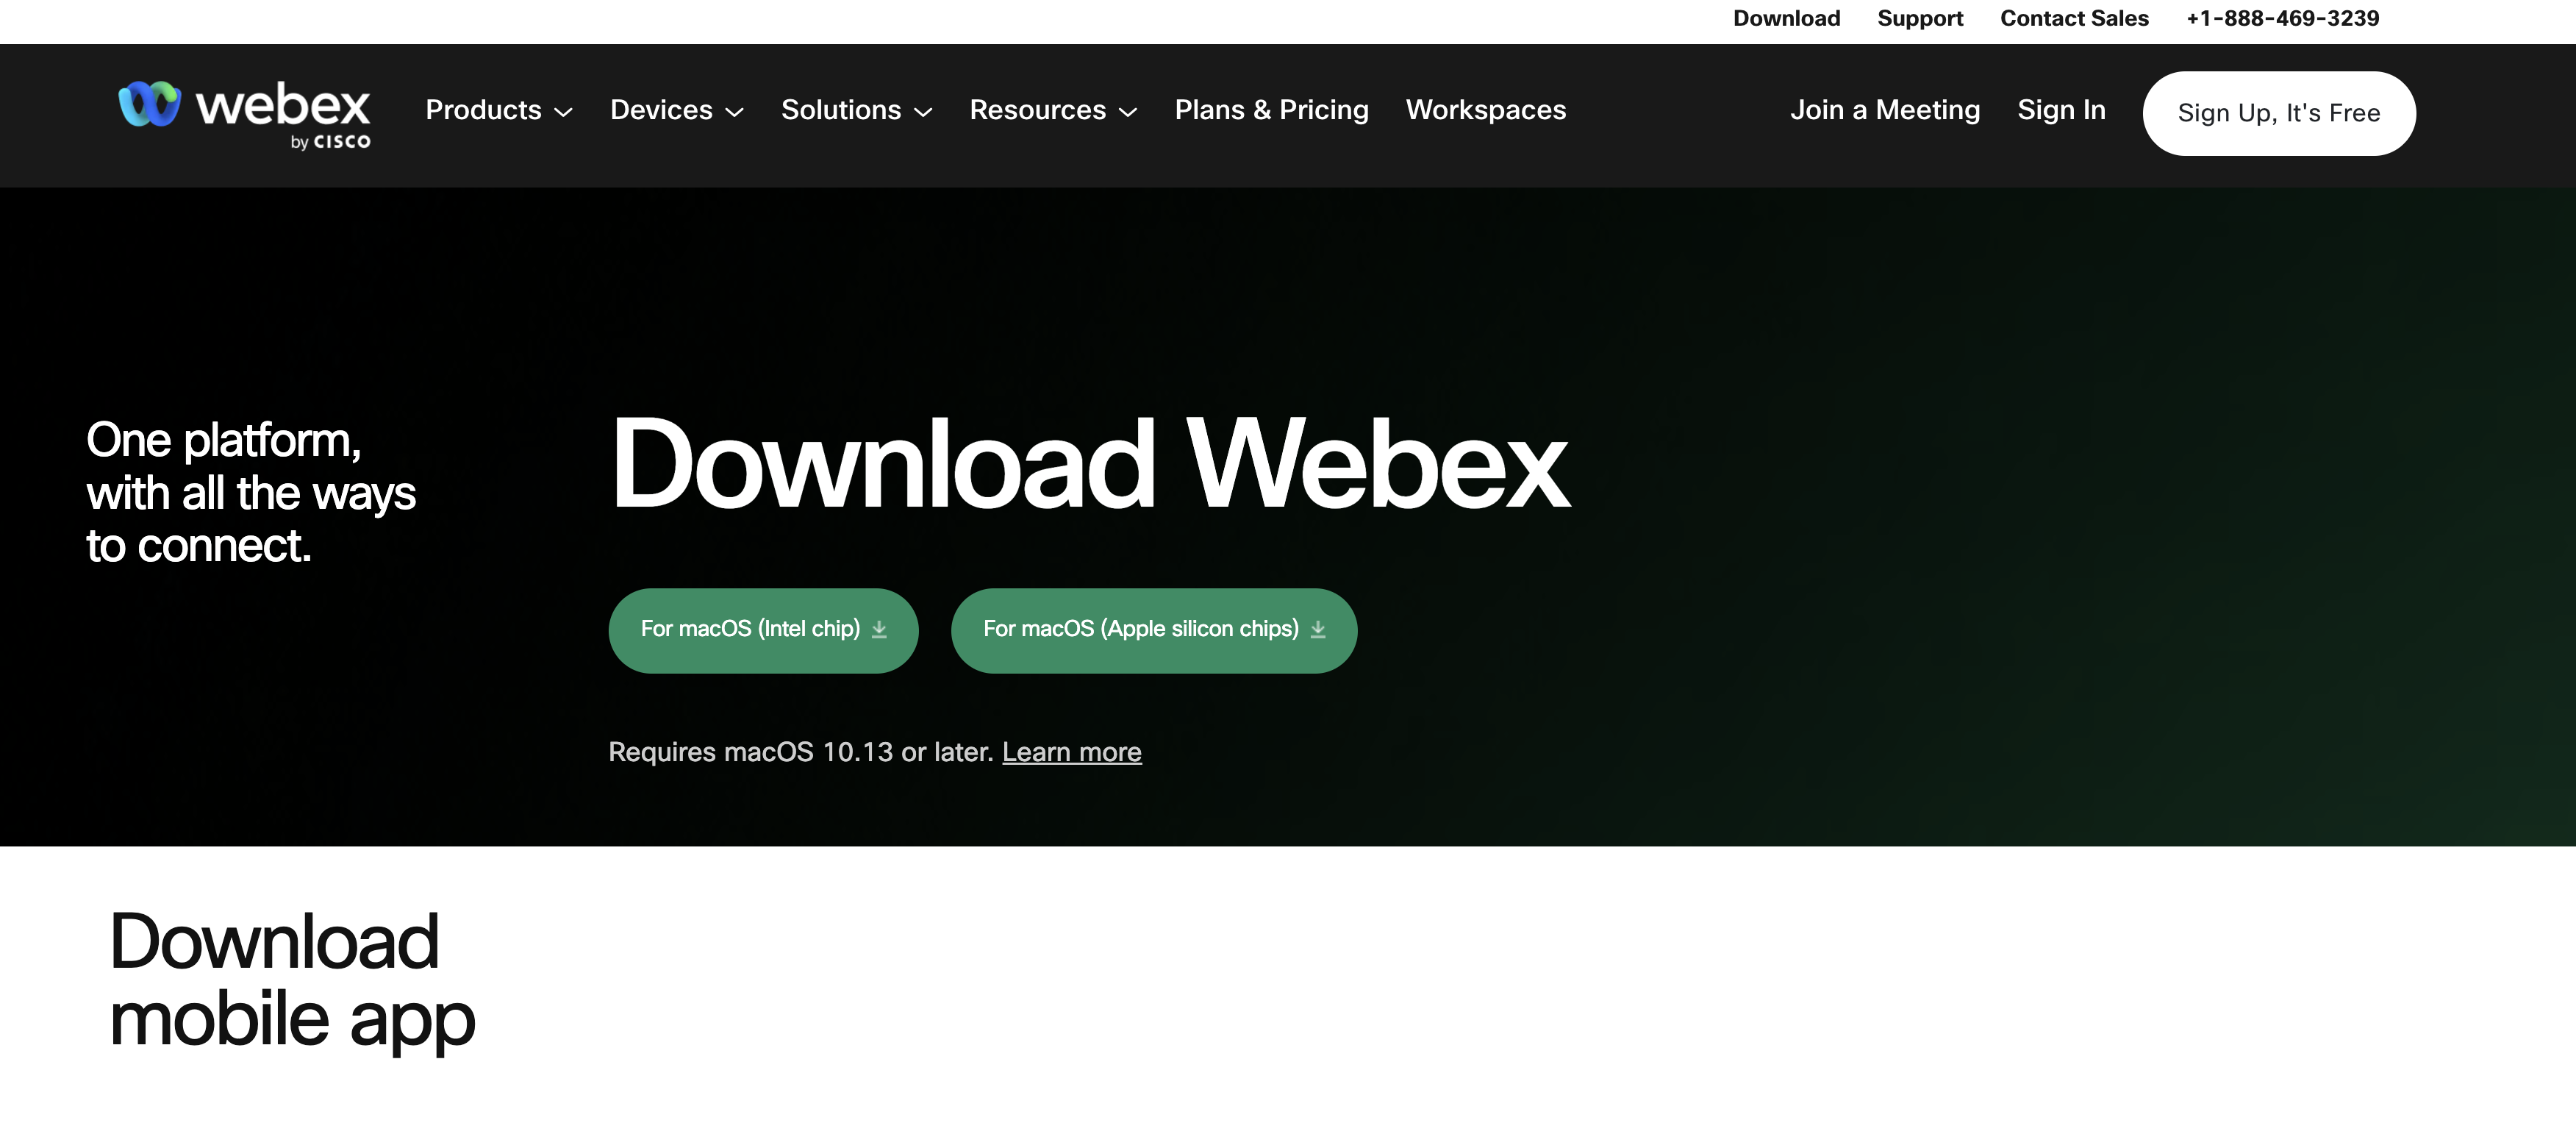 Download Support Contact Sales +1-888-469-3239
webex Products Devices Solutions Resources Plans & Pricing Workspaces Join a Meeting Sign In Sign Up, It's Free
by CISCO
One platform,
with all the ways
to connect.
Download Webex
For macOS (Intel chip) For macOS (Apple silicon chips)
Requires macOS 10.13 or later. Learn more
Download
mobile app